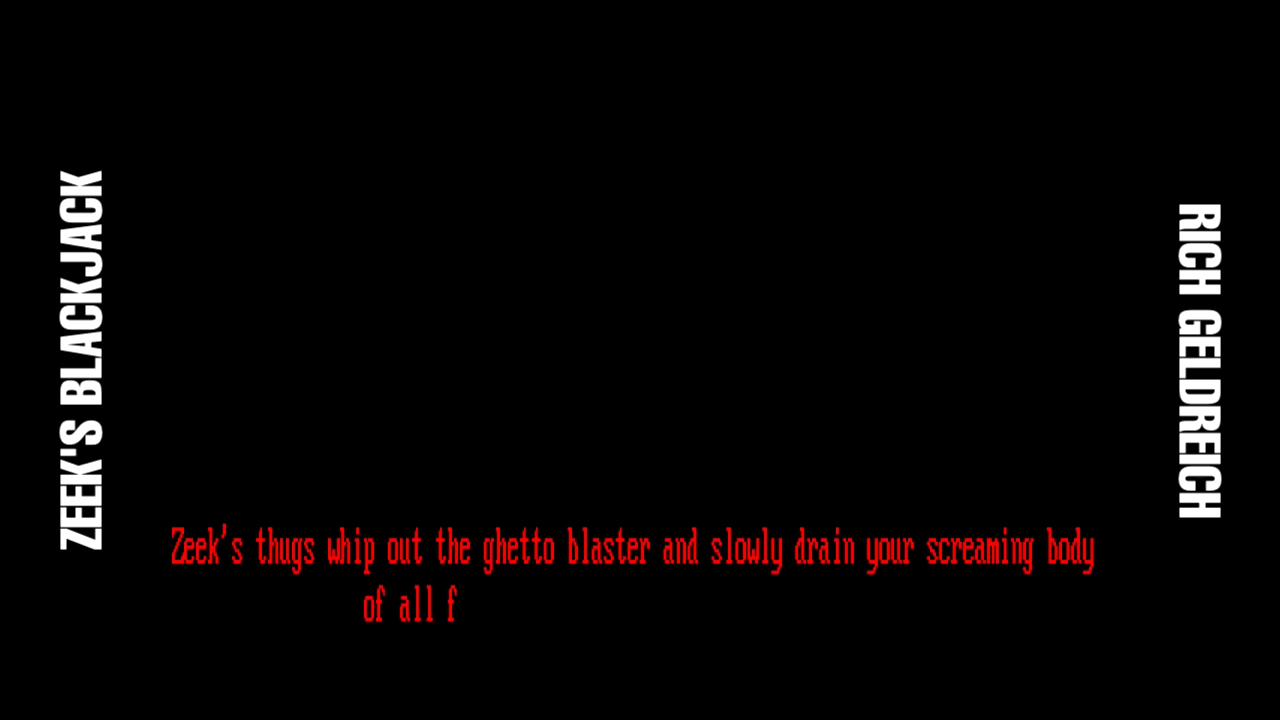 ZEEK'S BLACKJACK
Zeek's thugs whip out the ghetto blaster and slowly drain your screaming body
of all f
RICH GELDREICH